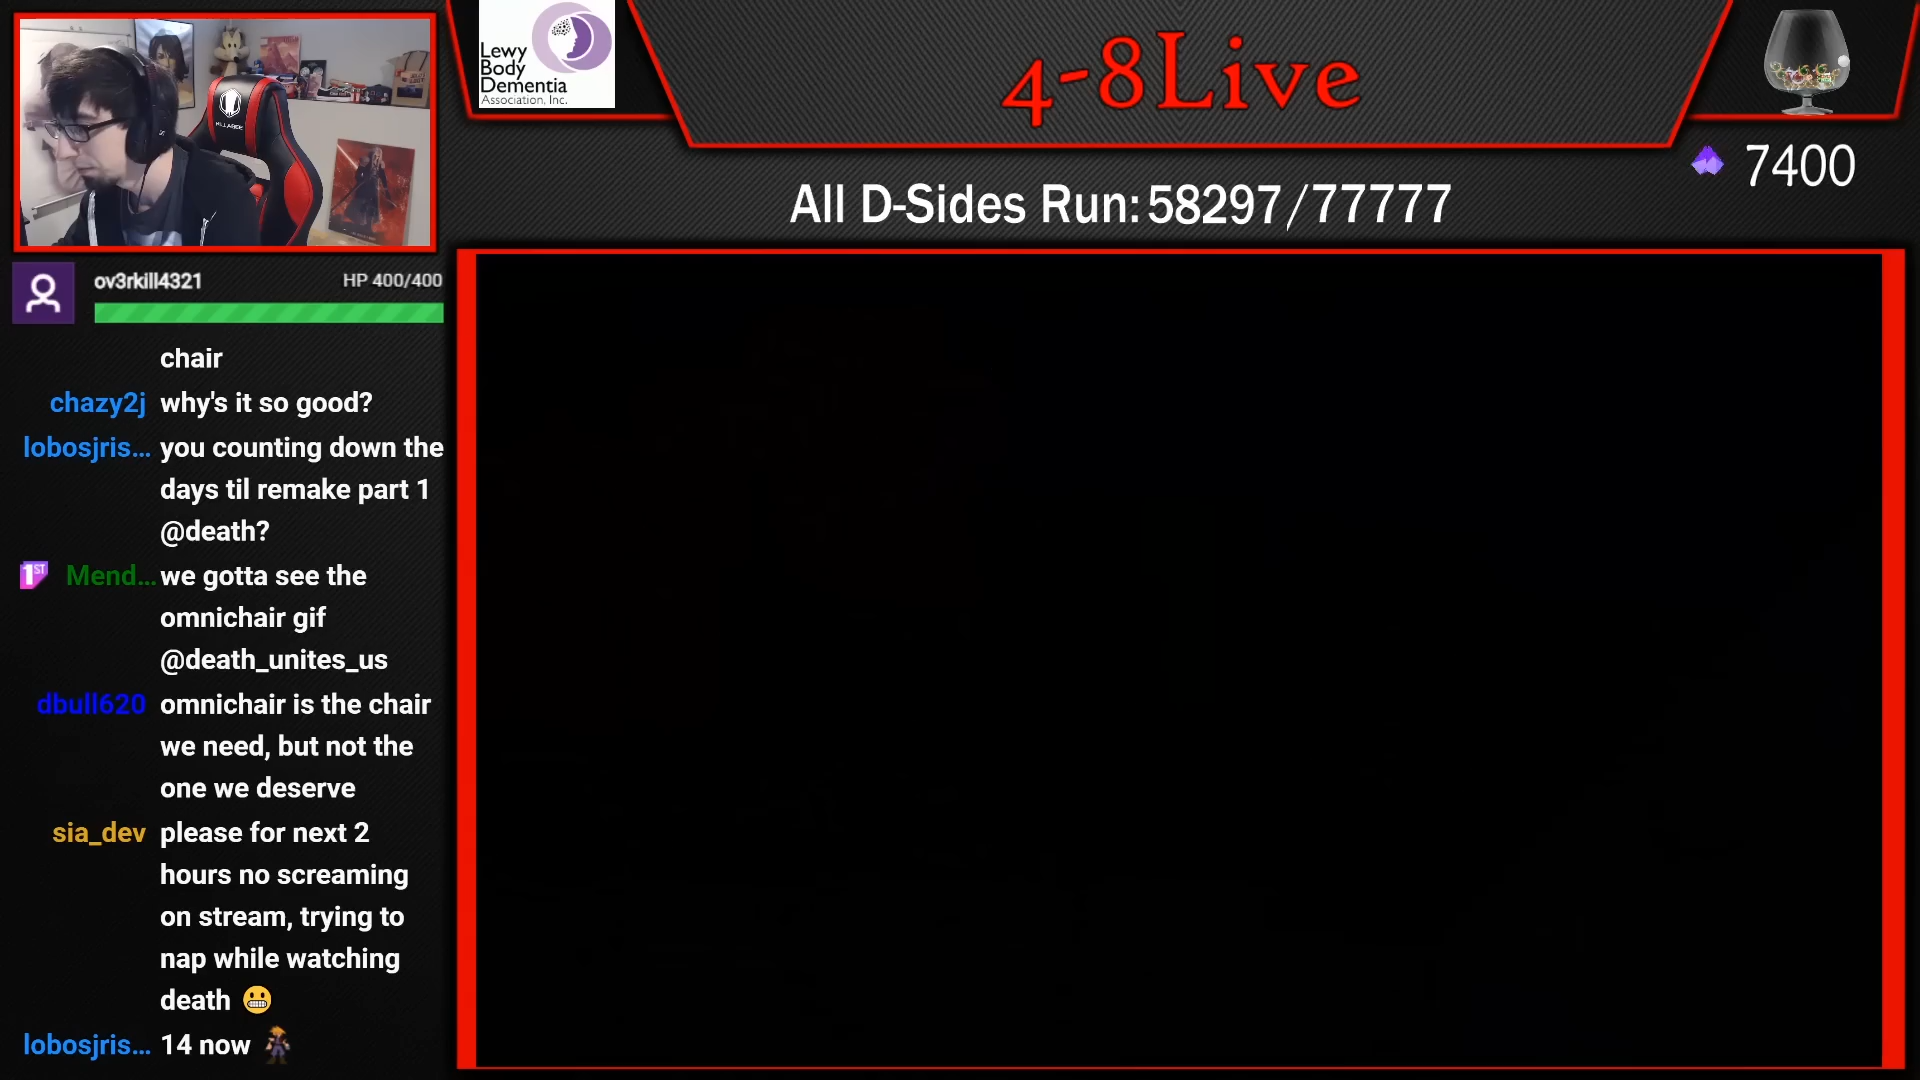 Lewy
Body
Dementia
Association, Inc.
4-8Live
7400
All D-Sides Run: 58297/77777
ov3rkill4321 HP 400/400
chair
chazy2j why's it so good?
lobosjris... you counting down the
days til remake part 1
@death?
1ST Mend... we gotta see the
omnichair gif
@death_unites_us
dbull620 omnichair is the chair
we need, but not the
one we deserve
sia_dev please for next 2
hours no screaming
on stream, trying to
nap while watching
death 😬
lobosjris... 14 now